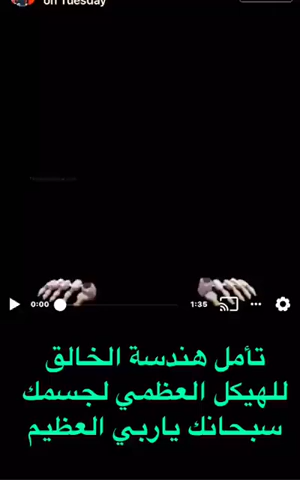 on Tuesday
0:00
1:35
تأمل هندسة الخالق
للهيكل العظمي لجسمك
سبحانك ياربي العظيم